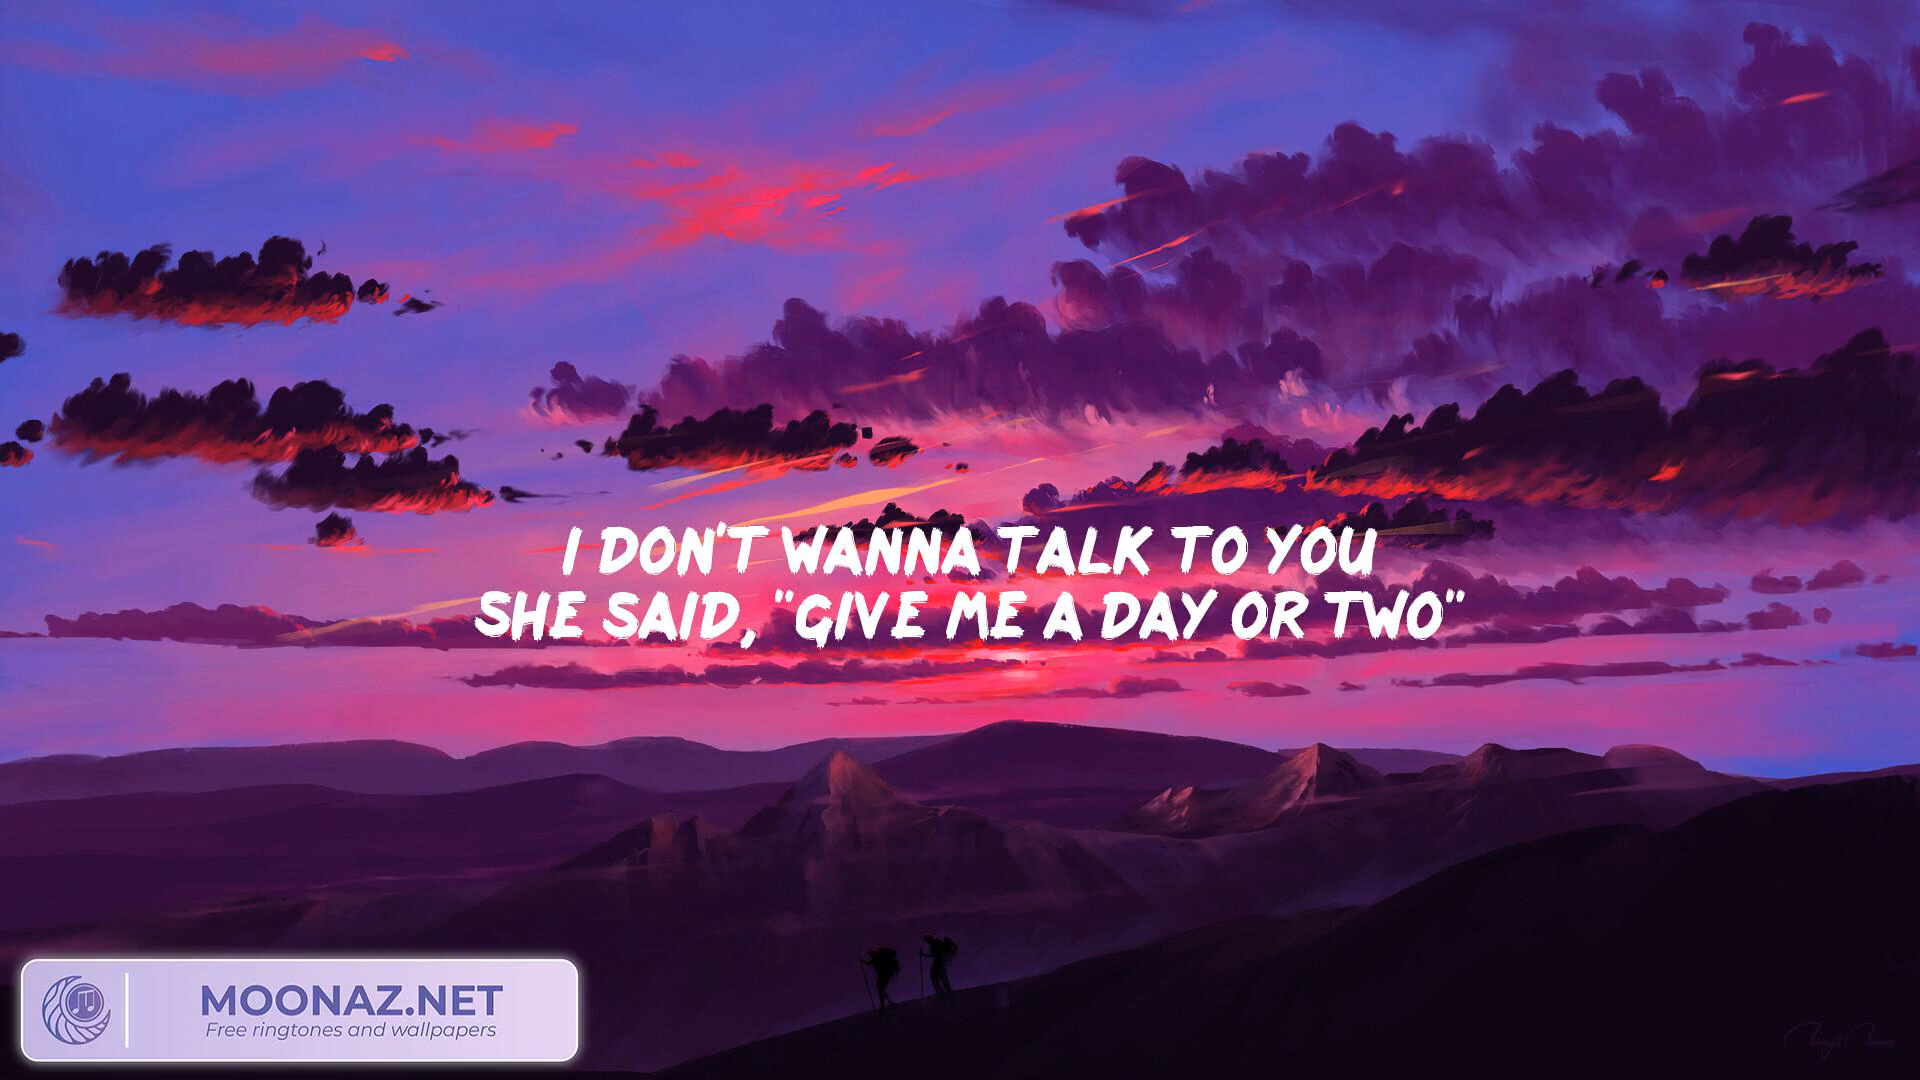 I DON'T WANNA TALK TO YOU
SHE SAID, "GIVE ME A DAY OR TWO"
MOONAZ.NET
Free ringtones and wallpapers